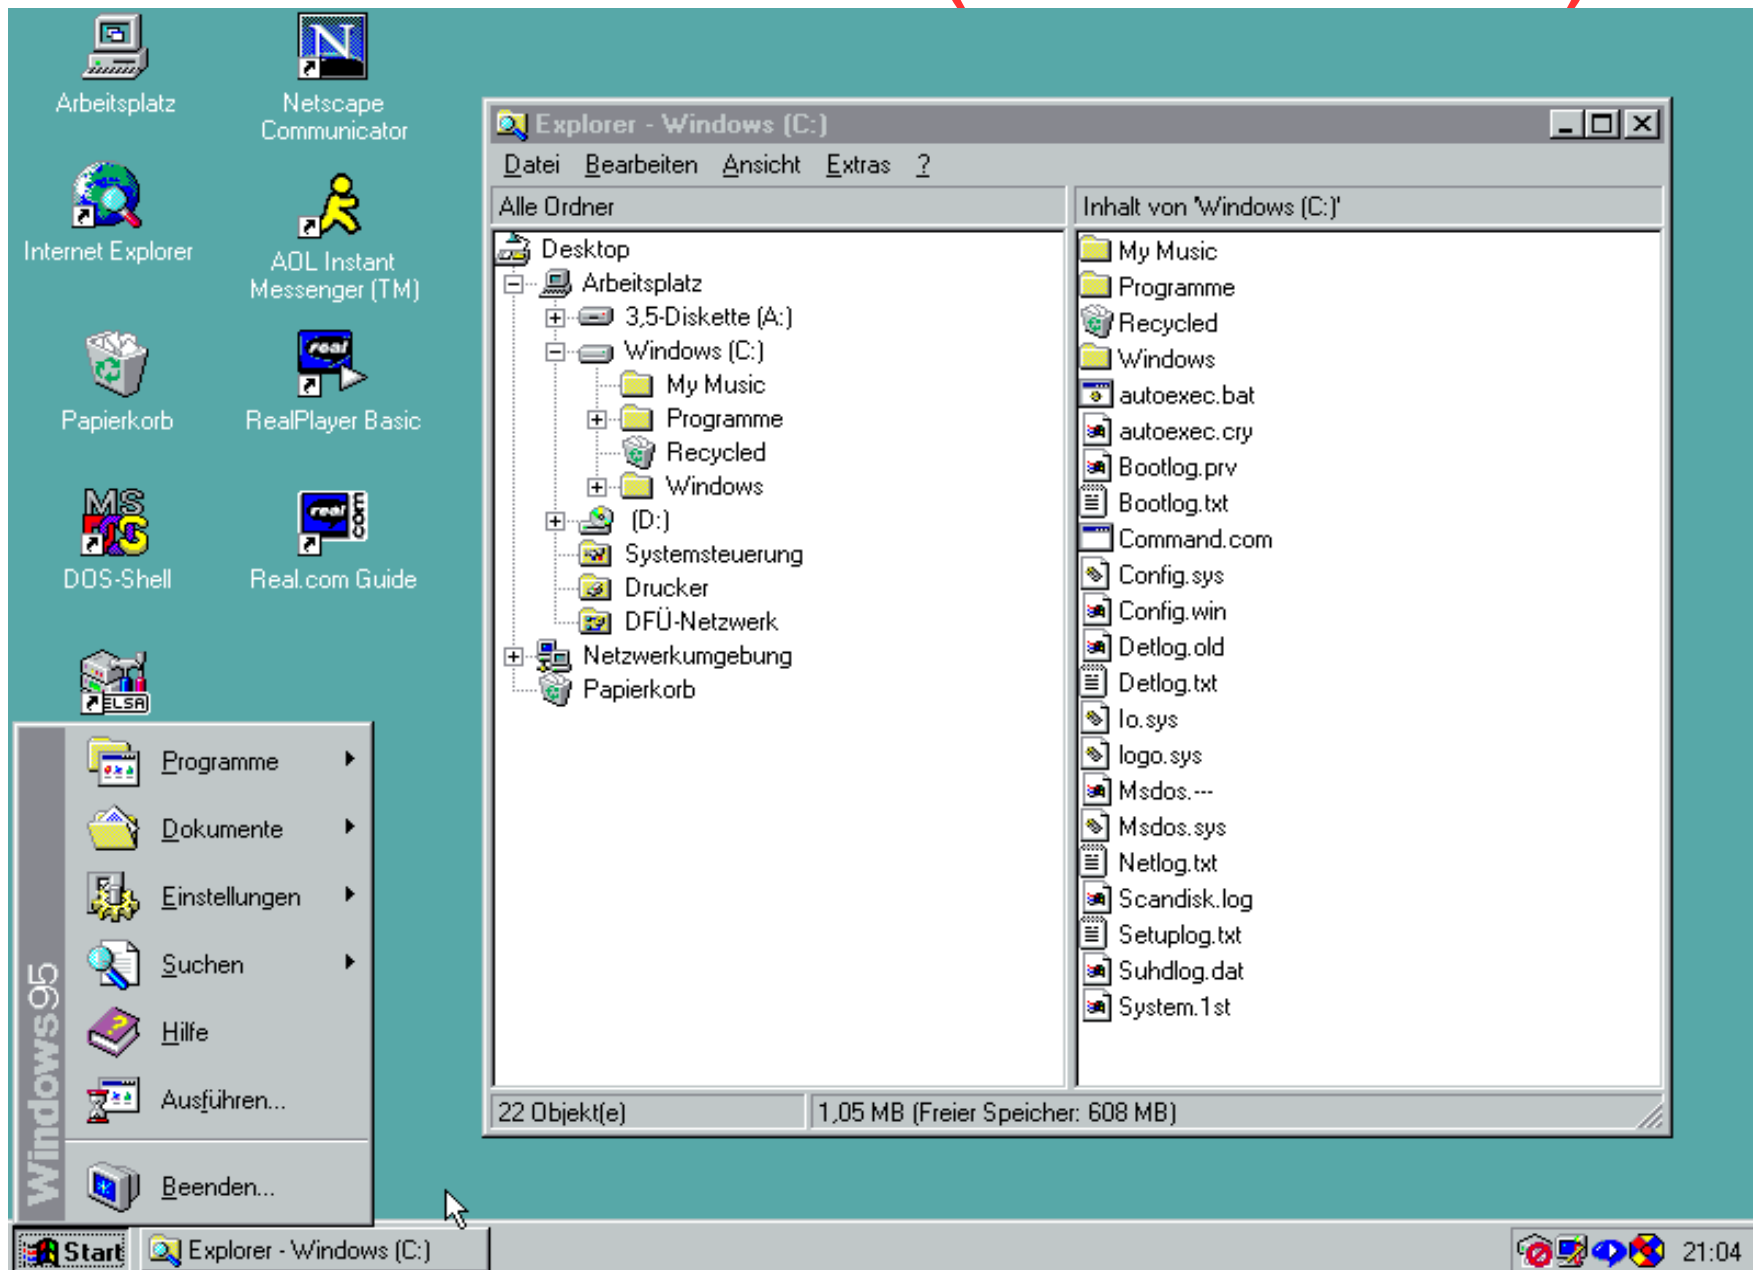 Arbeitsplatz
Netscape
Communicator
Internet Explorer
AOL Instant
Messenger (TM)
Papierkorb
RealPlayer Basic
real
MS
DOS-Shell
real
com
Real.com Guide
ELSA
Explorer - Windows (C:)
Datei Bearbeiten Ansicht Extras ?
Alle Ordner
Desktop
Arbeitsplatz
3,5-Diskette (A:)
Windows (C:)
My Music
Programme
Recycled
Windows
(D:)
Systemsteuerung
Drucker
DFÜ-Netzwerk
Netzwerkumgebung
Papierkorb
Inhalt von 'Windows (C:)'
My Music
Programme
Recycled
Windows
autoexec.bat
autoexec.cry
Bootlog.prv
Bootlog.txt
Command.com
Config.sys
Config.win
Detlog.old
Detlog.txt
Io.sys
logo.sys
Msdos.---
Msdos.sys
Netlog.txt
Scandisk.log
Setuplog.txt
Suhdlog.dat
System.1st
22 Objekt(e)
1,05 MB (Freier Speicher: 608 MB)
Windows95
Programme
Dokumente
Einstellungen
Suchen
Hilfe
Ausführen...
Beenden...
Start
Explorer - Windows (C:)
21:04